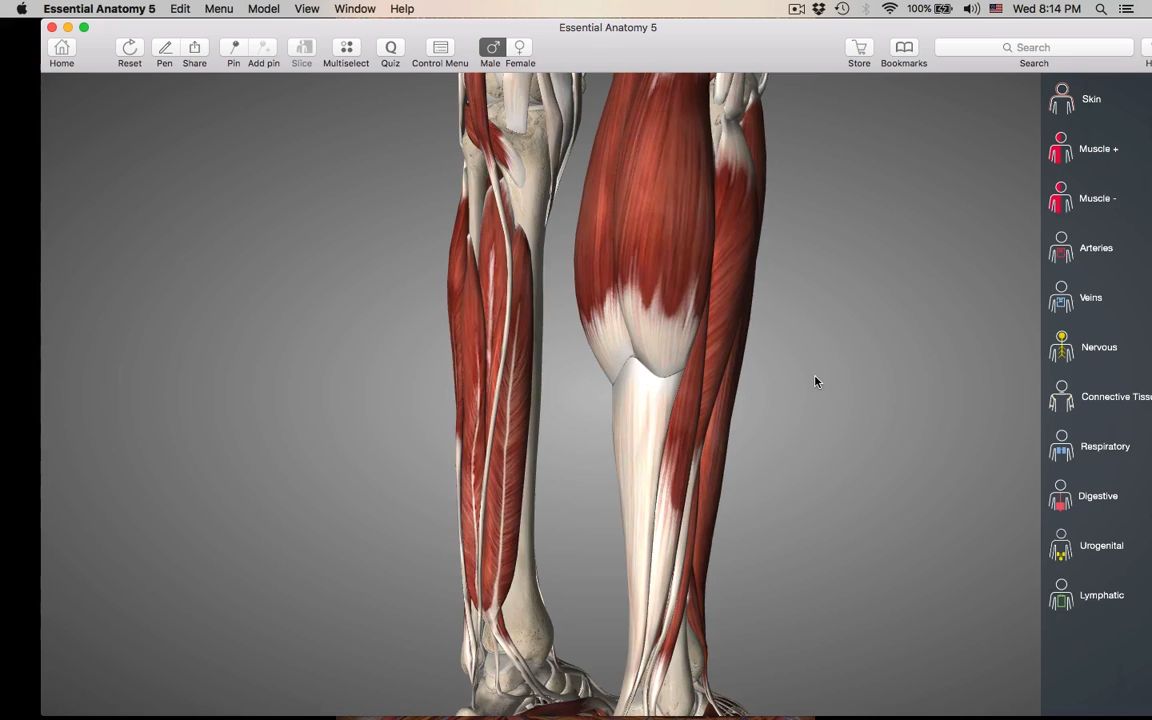 Essential Anatomy 5 Edit Menu Model View Window Help 100% Wed 8:14 PM
Essential Anatomy 5
Q Search
Home Reset Pen Share Pin Add pin Slice Multiselect Quiz Control Menu Male Female Store Bookmarks Search H
Skin
Muscle +
Muscle -
Arteries
Veins
Nervous
Connective Tissu
Respiratory
Digestive
Urogenital
Lymphatic